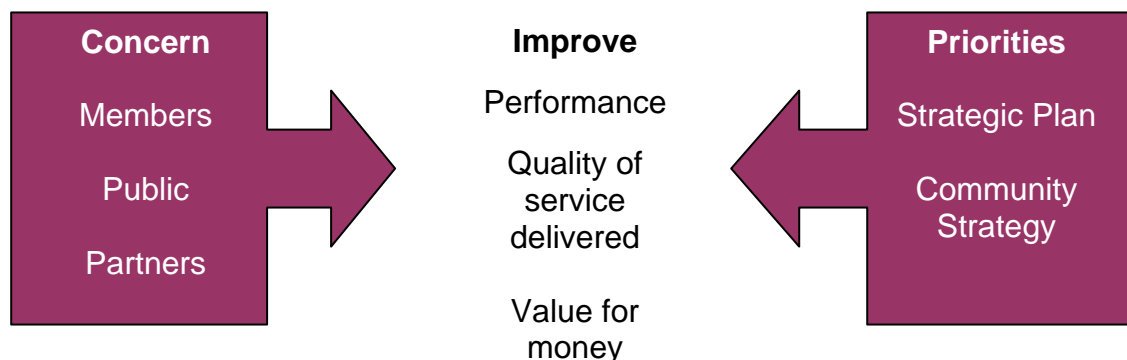 Concern
Members
Public
Partners
Improve
Performance
Quality of
service
delivered
Value for
money
Priorities
Strategic Plan
Community
Strategy